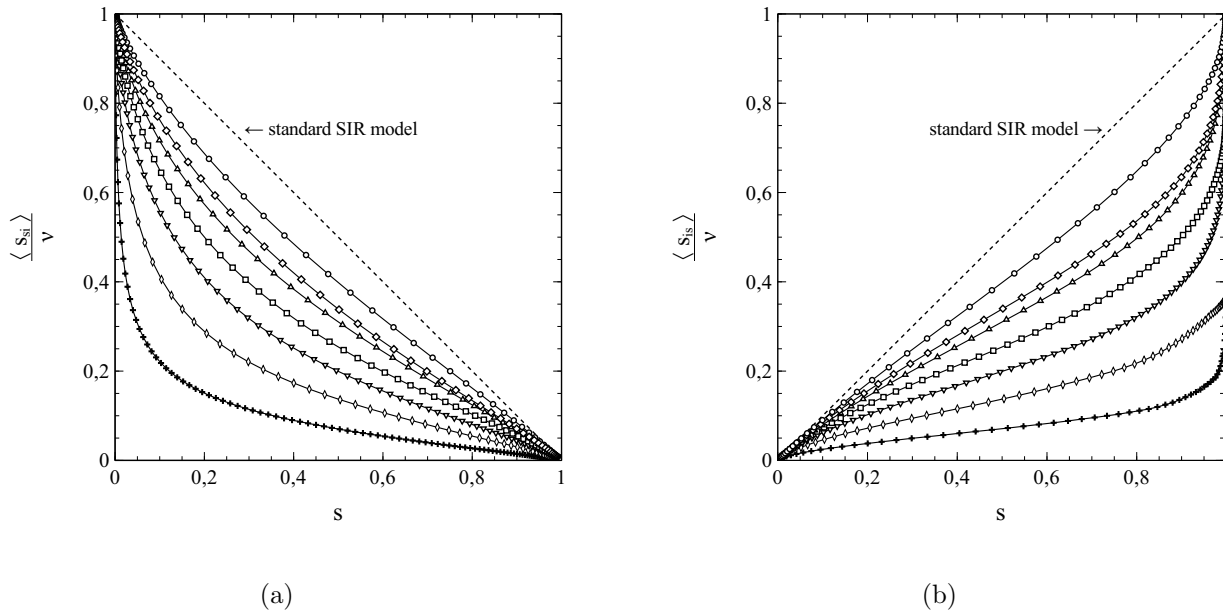 1
0,8
0,6
0,4
0,2
0
⟨ s_si ⟩
ν
← standard SIR model
0 0,2 0,4 0,6 0,8 1
s
(a)
1
0,8
0,6
0,4
0,2
0
⟨ s_is ⟩
ν
standard SIR model →
0 0,2 0,4 0,6 0,8
s
(b)